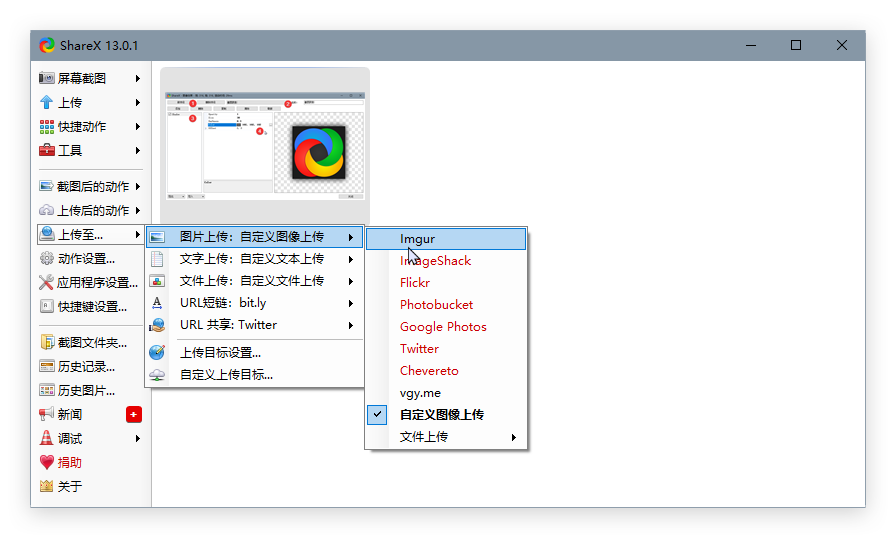 ShareX 13.0.1
屏幕截图
上传
快捷动作
工具
截图后的动作
上传后的动作
上传至...
动作设置...
应用程序设置...
快捷键设置...
截图文件夹...
历史记录...
历史图片...
新闻
调试
捐助
关于
图片上传：自定义图像上传
文字上传：自定义文本上传
文件上传：自定义文件上传
URL短链：bit.ly
URL 共享: Twitter
上传目标设置...
自定义上传目标...
Imgur
ImageShack
Flickr
Photobucket
Google Photos
Twitter
Chevereto
vgy.me
自定义图像上传
文件上传